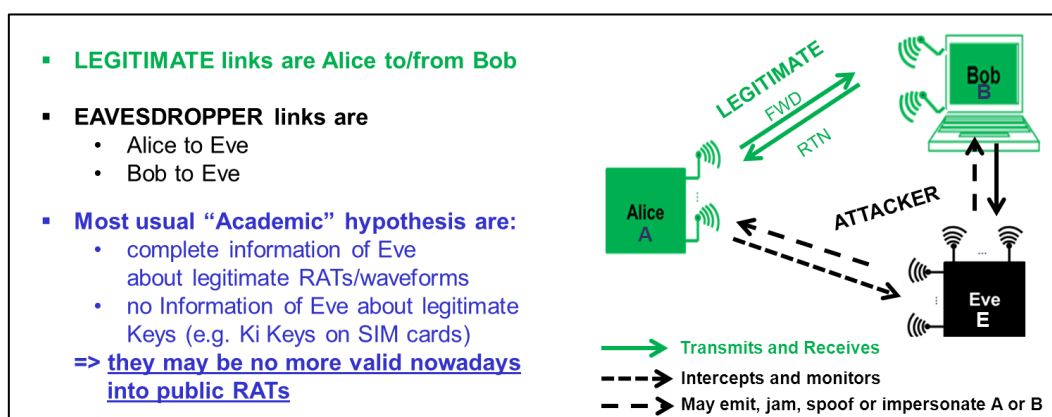 ▪ LEGITIMATE links are Alice to/from Bob
▪ EAVESDROPPER links are
• Alice to Eve
• Bob to Eve
▪ Most usual “Academic” hypothesis are:
• complete information of Eve
about legitimate RATs/waveforms
• no Information of Eve about legitimate
Keys (e.g. Ki Keys on SIM cards)
=> they may be no more valid nowadays
into public RATs
LEGITIMATE
FWD
RTN
Bob
B
Alice
A
ATTACKER
...
...
...
Eve
E
Transmits and Receives
Intercepts and monitors
May emit, jam, spoof or impersonate A or B